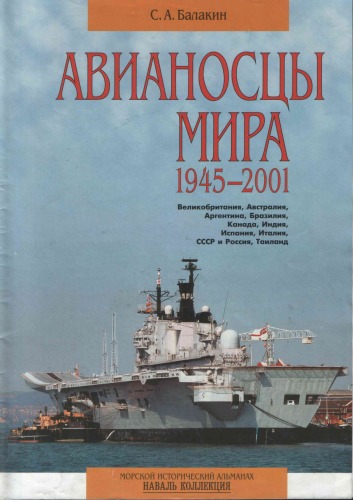 С. А. Балакин
АВИАНОСЦЫ
МИРА
1945–2001
Великобритания, Австралия,
Аргентина, Бразилия,
Канада, Индия,
Испания, Италия,
СССР и Россия, Таиланд
МОРСКОЙ ИСТОРИЧЕСКИЙ АЛЬМАНАХ
НАВАЛЬ КОЛЛЕКЦИЯ